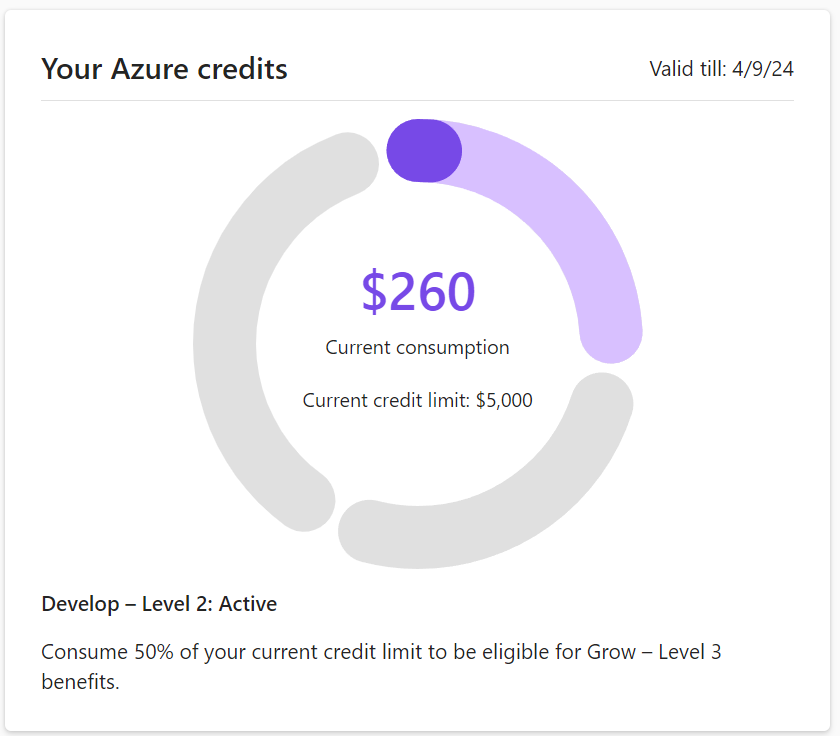 Your Azure credits
Valid till: 4/9/24
$260
Current consumption
Current credit limit: $5,000
Develop – Level 2: Active
Consume 50% of your current credit limit to be eligible for Grow – Level 3
benefits.